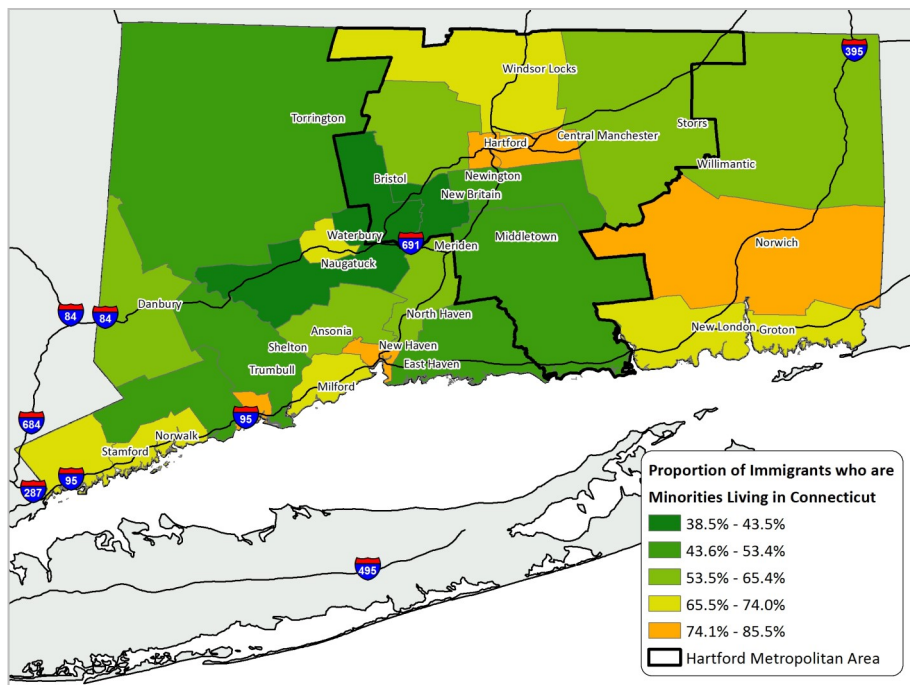 395
Windsor Locks
Torrington
Hartford
Central Manchester
Storrs
Willimantic
Bristol
Newington
New Britain
Waterbury
691
Meriden
Middletown
Norwich
Naugatuck
Danbury
84
84
North Haven
Ansonia
New London
Groton
Shelton
New Haven
East Haven
Trumbull
Milford
95
684
Norwalk
Stamford
95
287
495
Proportion of Immigrants who are
Minorities Living in Connecticut
38.5% - 43.5%
43.6% - 53.4%
53.5% - 65.4%
65.5% - 74.0%
74.1% - 85.5%
Hartford Metropolitan Area